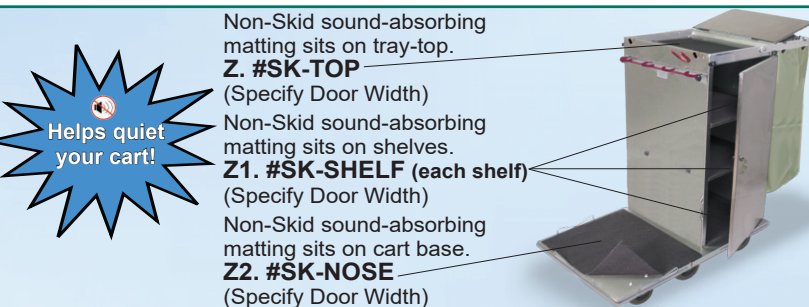 Non-Skid sound-absorbing
matting sits on tray-top.
Z. #SK-TOP
(Specify Door Width)
Helps quiet
your cart!
Non-Skid sound-absorbing
matting sits on shelves.
Z1. #SK-SHELF (each shelf)
(Specify Door Width)
Non-Skid sound-absorbing
matting sits on cart base.
Z2. #SK-NOSE
(Specify Door Width)